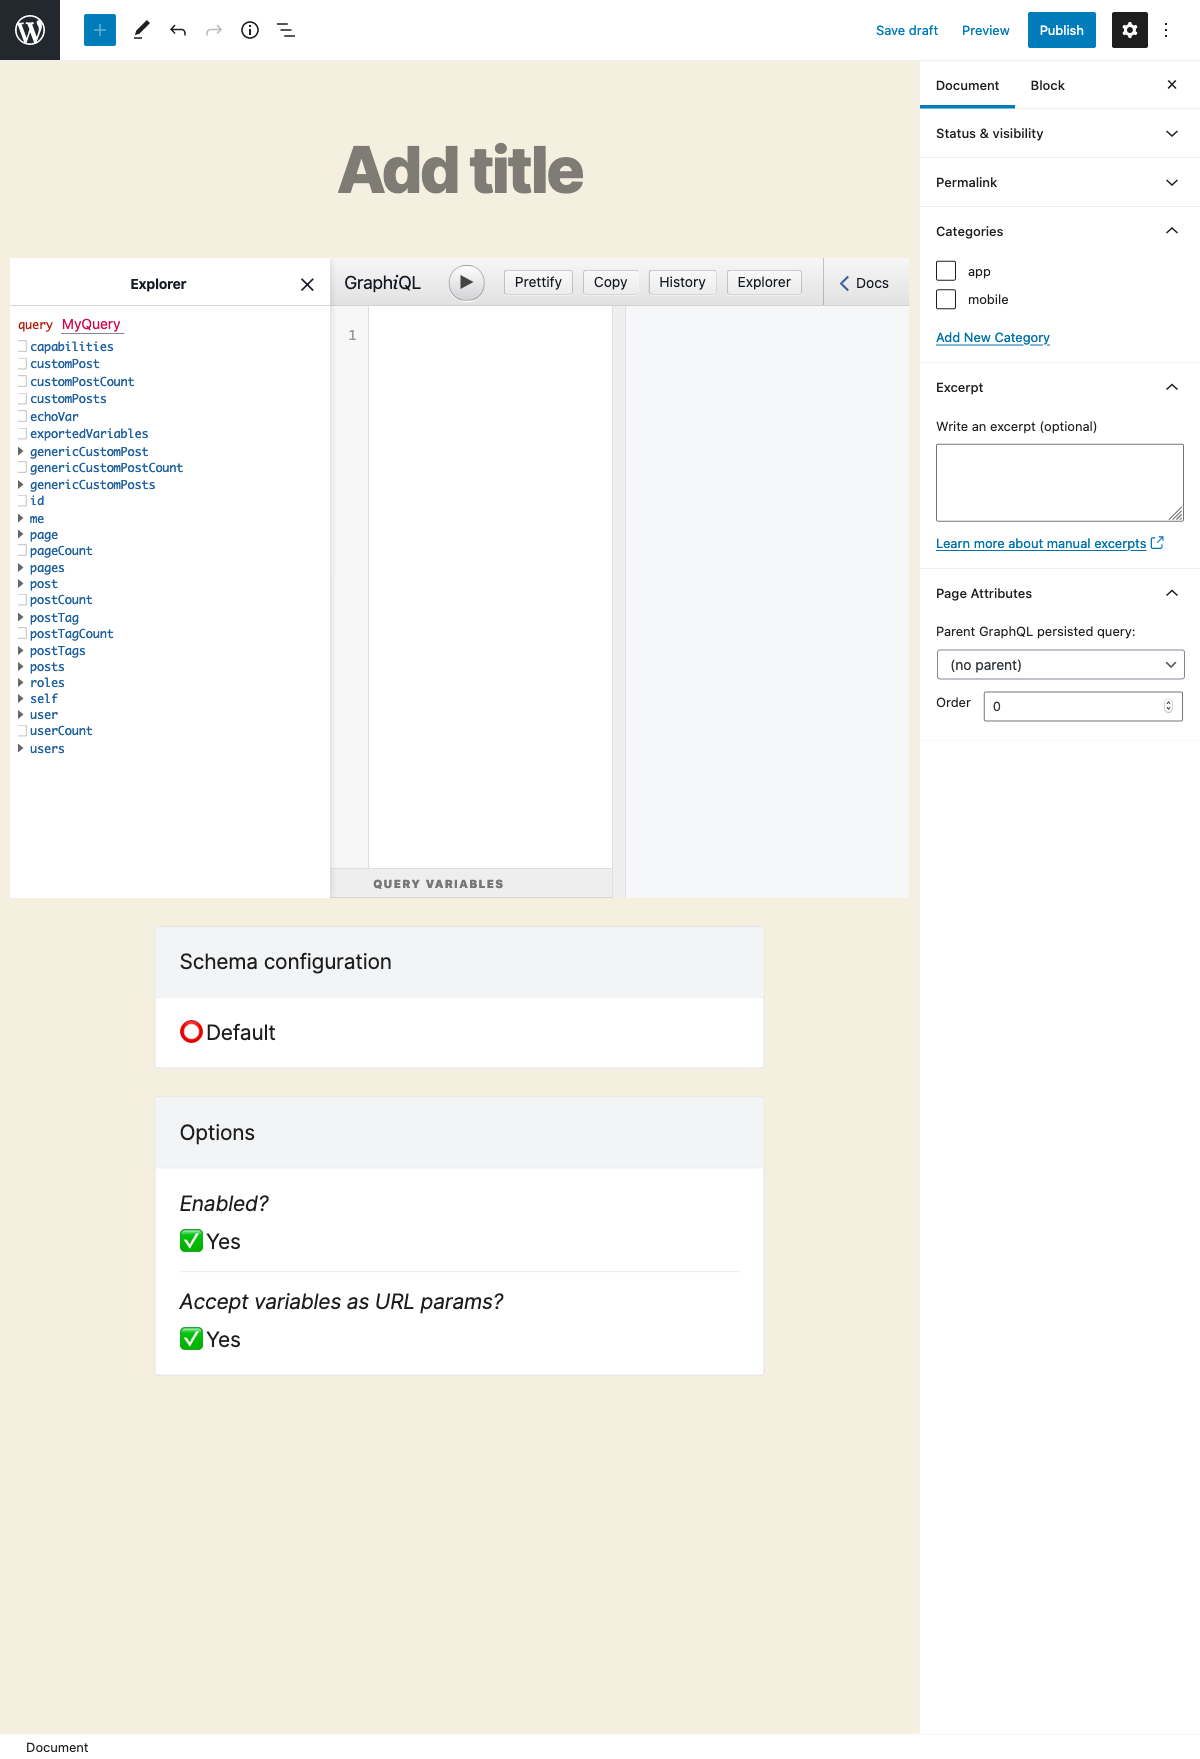 Save draft
Preview
Publish
Document
Block
Add title
Status & visibility
Permalink
Categories
app
mobile
Add New Category
Excerpt
Write an excerpt (optional)
Learn more about manual excerpts
Page Attributes
Parent GraphQL persisted query:
(no parent)
Order
0
Explorer
GraphiQL
Prettify
Copy
History
Explorer
Docs
query MyQuery
capabilities
customPost
customPostCount
customPosts
echoVar
exportedVariables
genericCustomPost
genericCustomPostCount
genericCustomPosts
id
me
page
pageCount
pages
post
postCount
postTag
postTagCount
postTags
posts
roles
self
user
userCount
users
1
QUERY VARIABLES
Schema configuration
⭕Default
Options
Enabled?
✅Yes
Accept variables as URL params?
✅Yes
Document